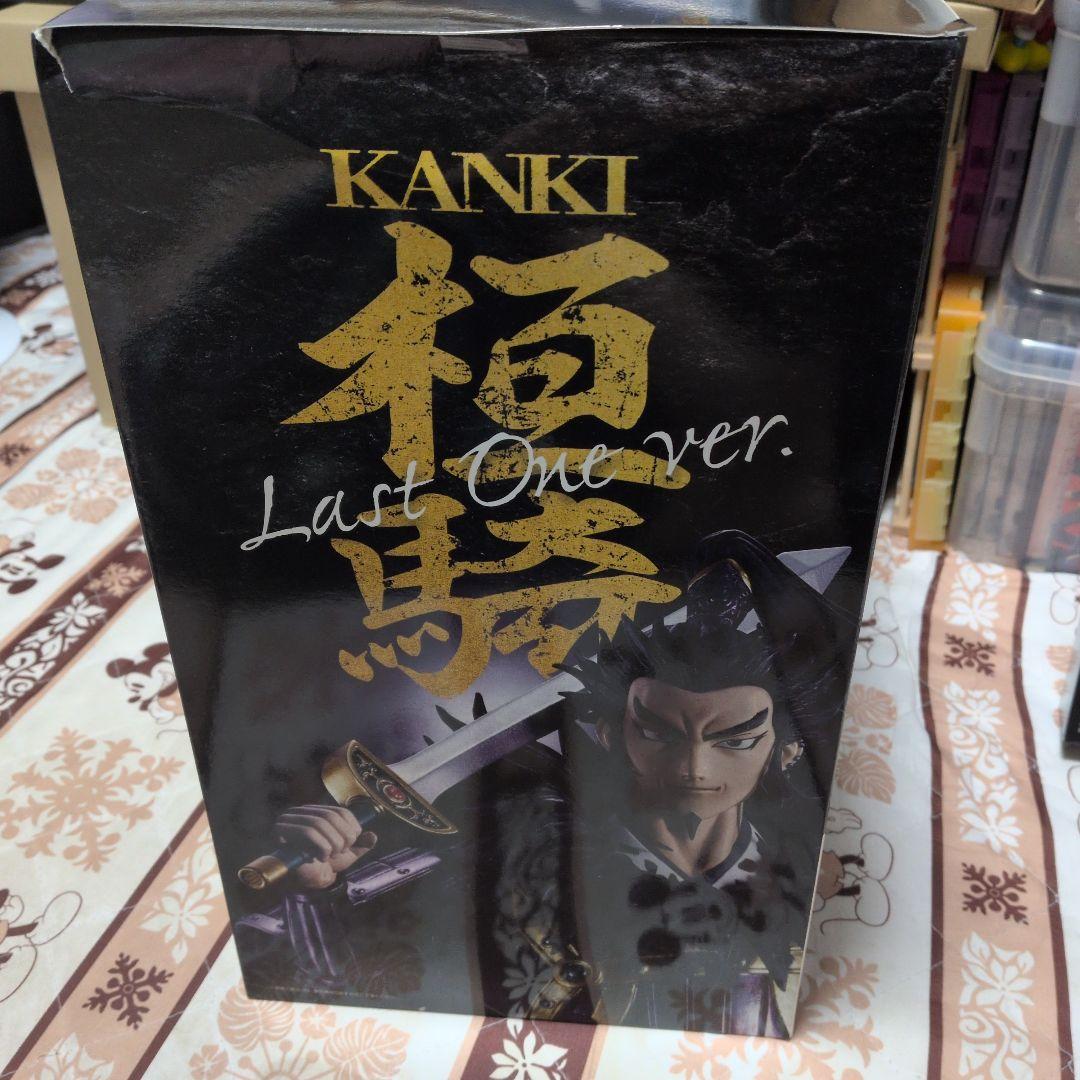 KANKI
桓騎
Last One ver.